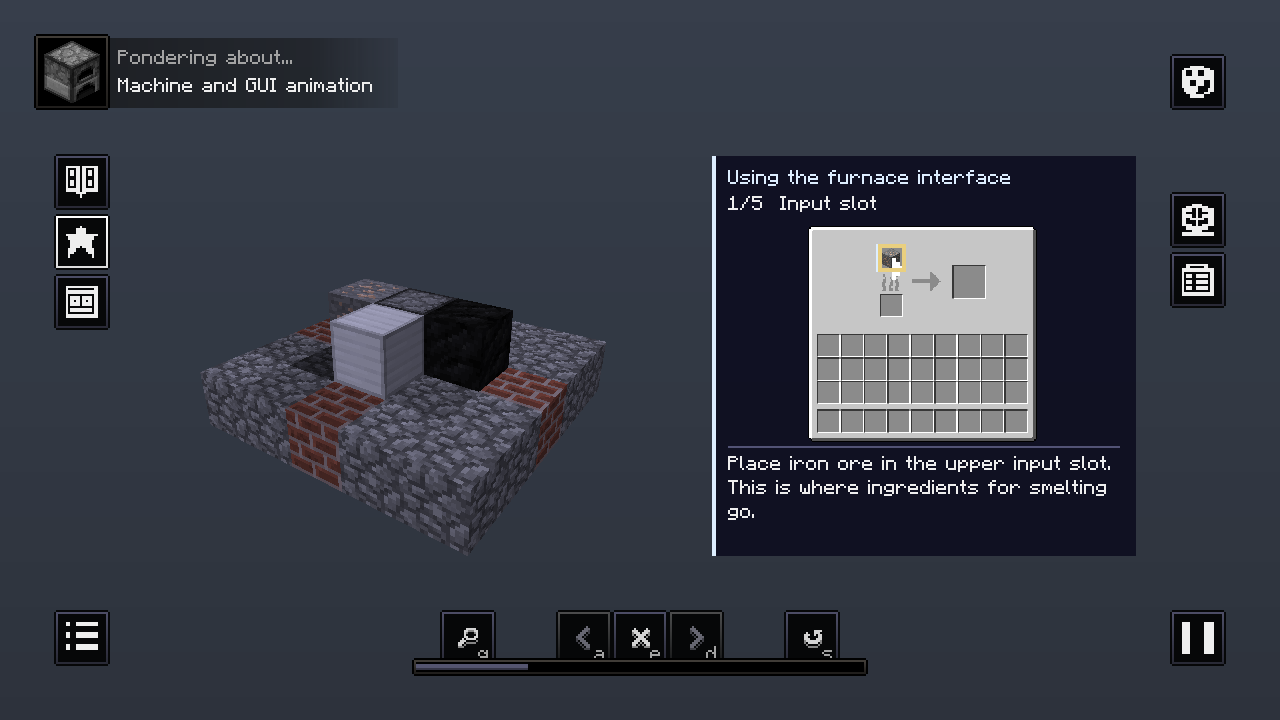 Pondering about...
Machine and GUI animation
Using the furnace interface
1/5 Input slot
Place iron ore in the upper input slot.
This is where ingredients for smelting
go.
a
e
d
s